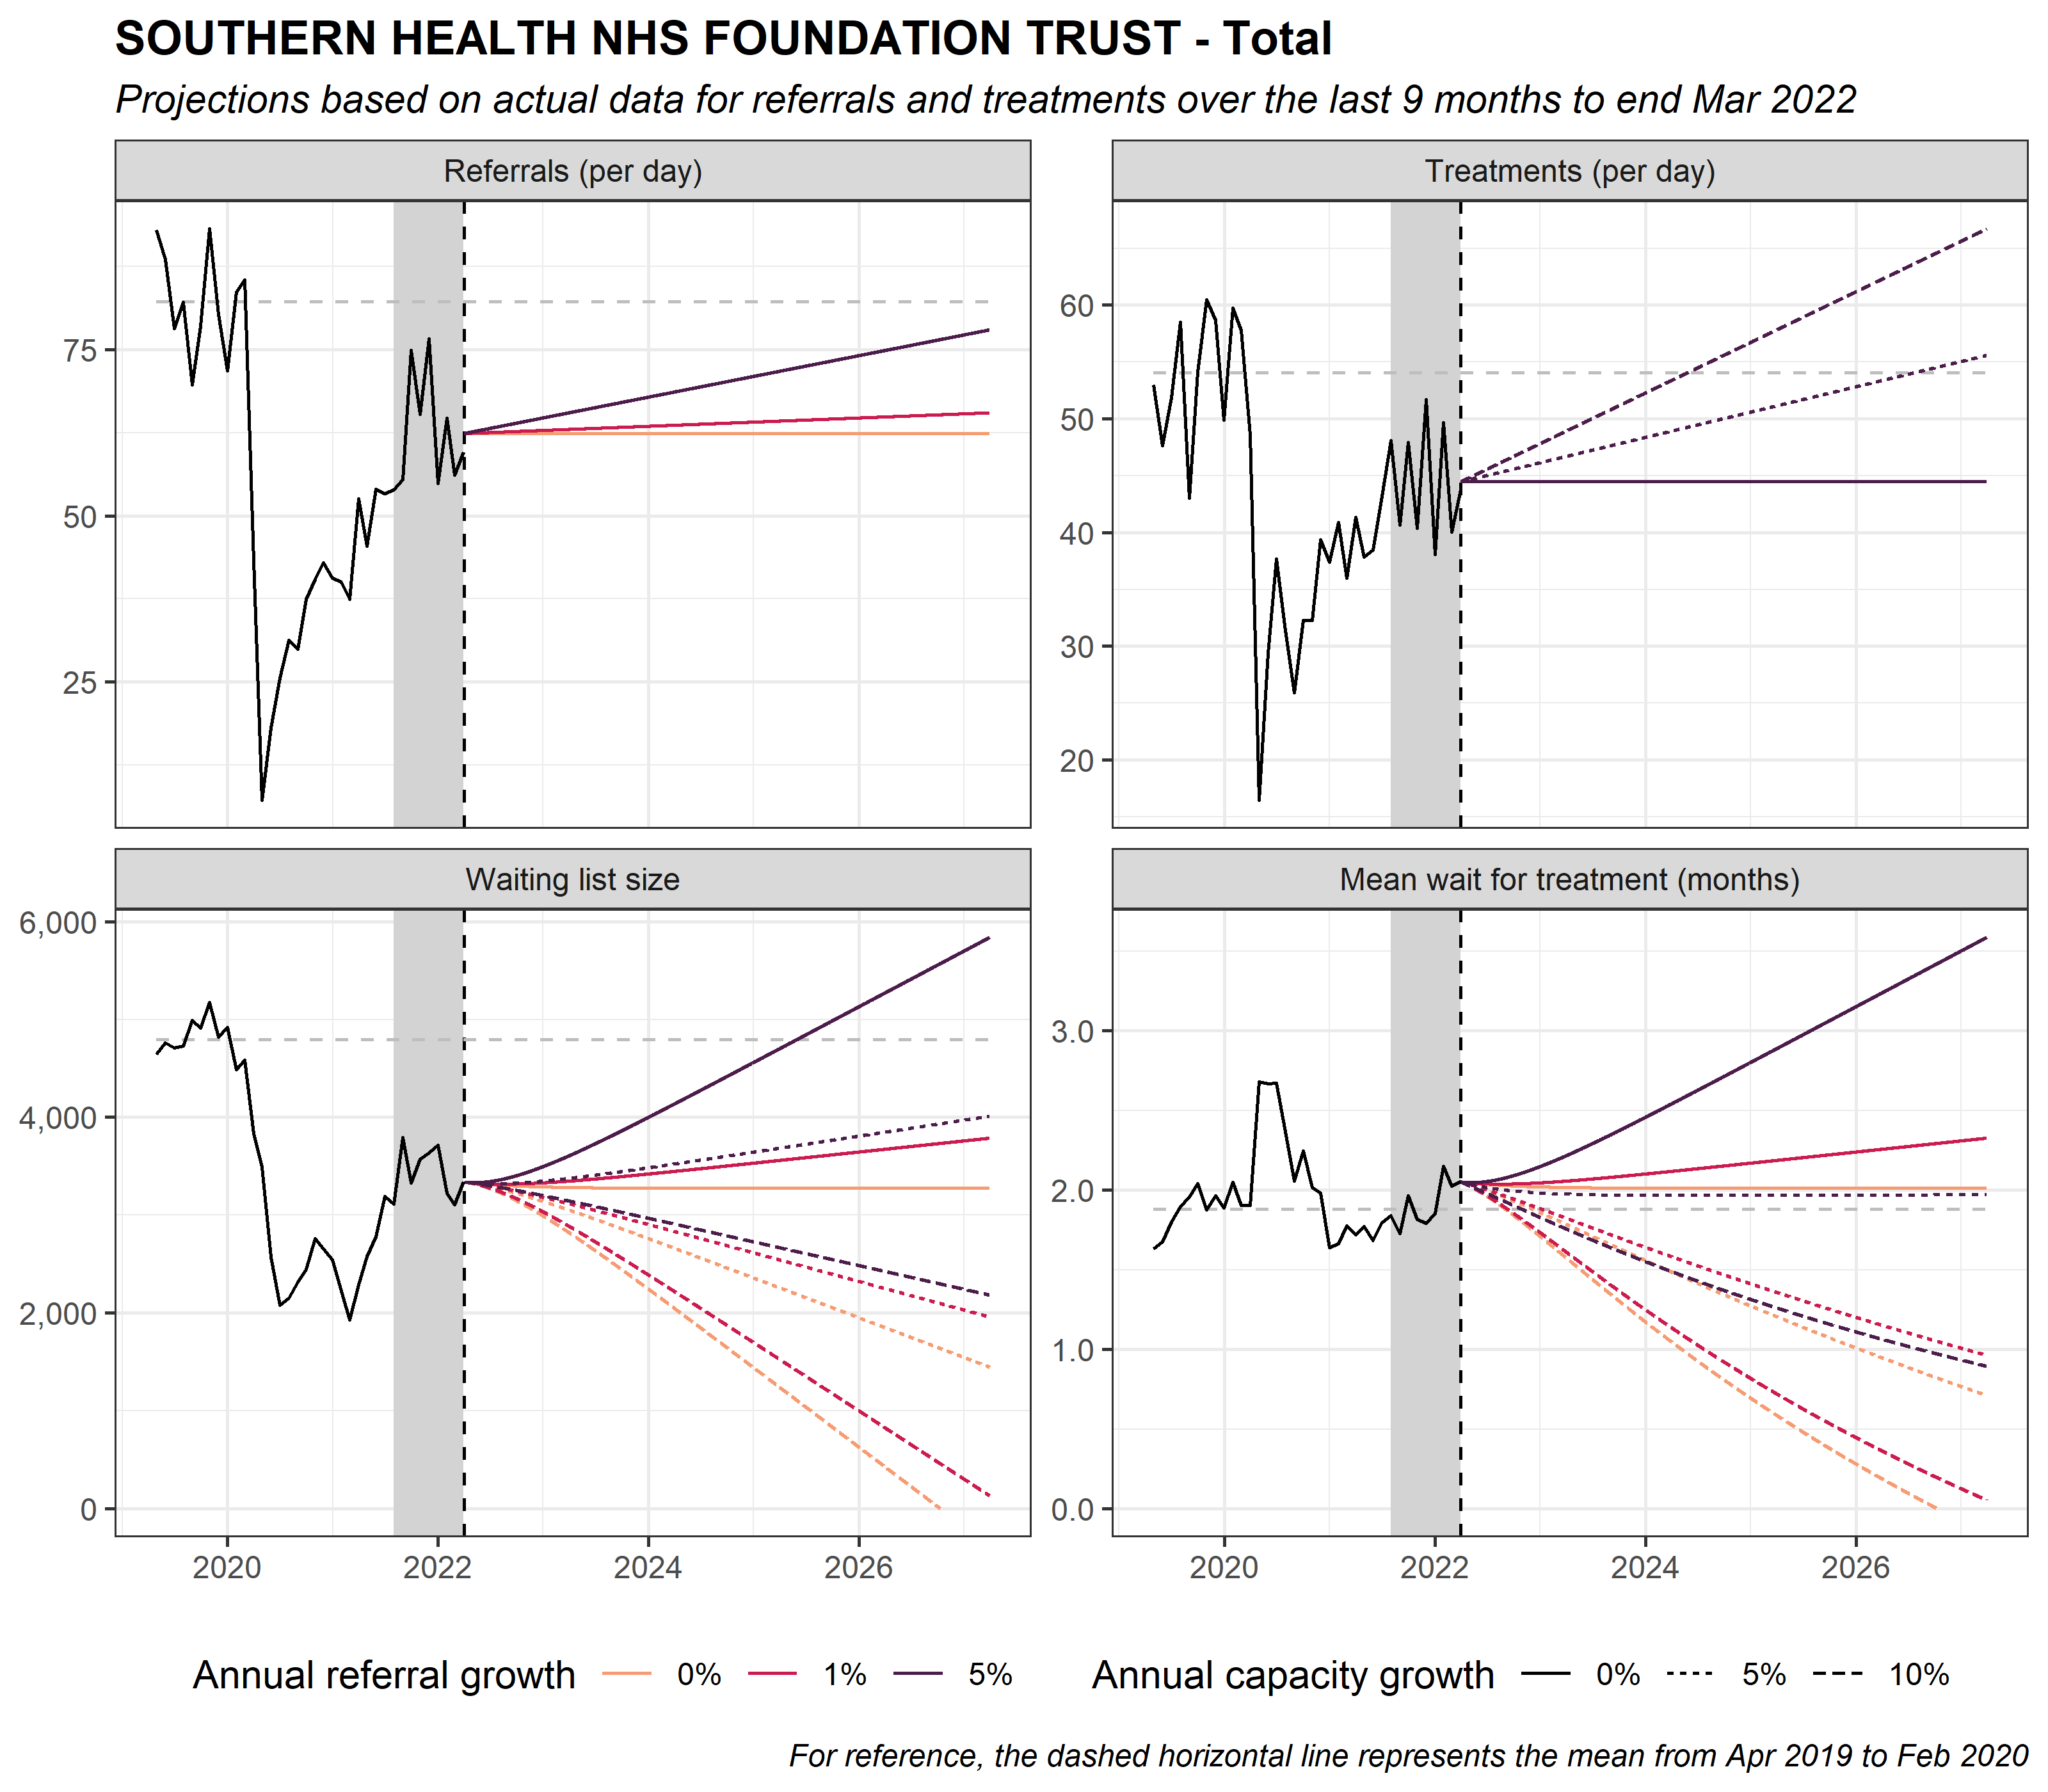 SOUTHERN HEALTH NHS FOUNDATION TRUST - Total
Projections based on actual data for referrals and treatments over the last 9 months to end Mar 2022
Referrals (per day)
75
50
25
Treatments (per day)
60
50
40
30
20
Waiting list size
6,000
4,000
2,000
0
2020 2022 2024 2026
Mean wait for treatment (months)
3.0
2.0
1.0
0.0
2020 2022 2024 2026
Annual referral growth 0% 1% 5%
Annual capacity growth 0% 5% 10%
For reference, the dashed horizontal line represents the mean from Apr 2019 to Feb 2020